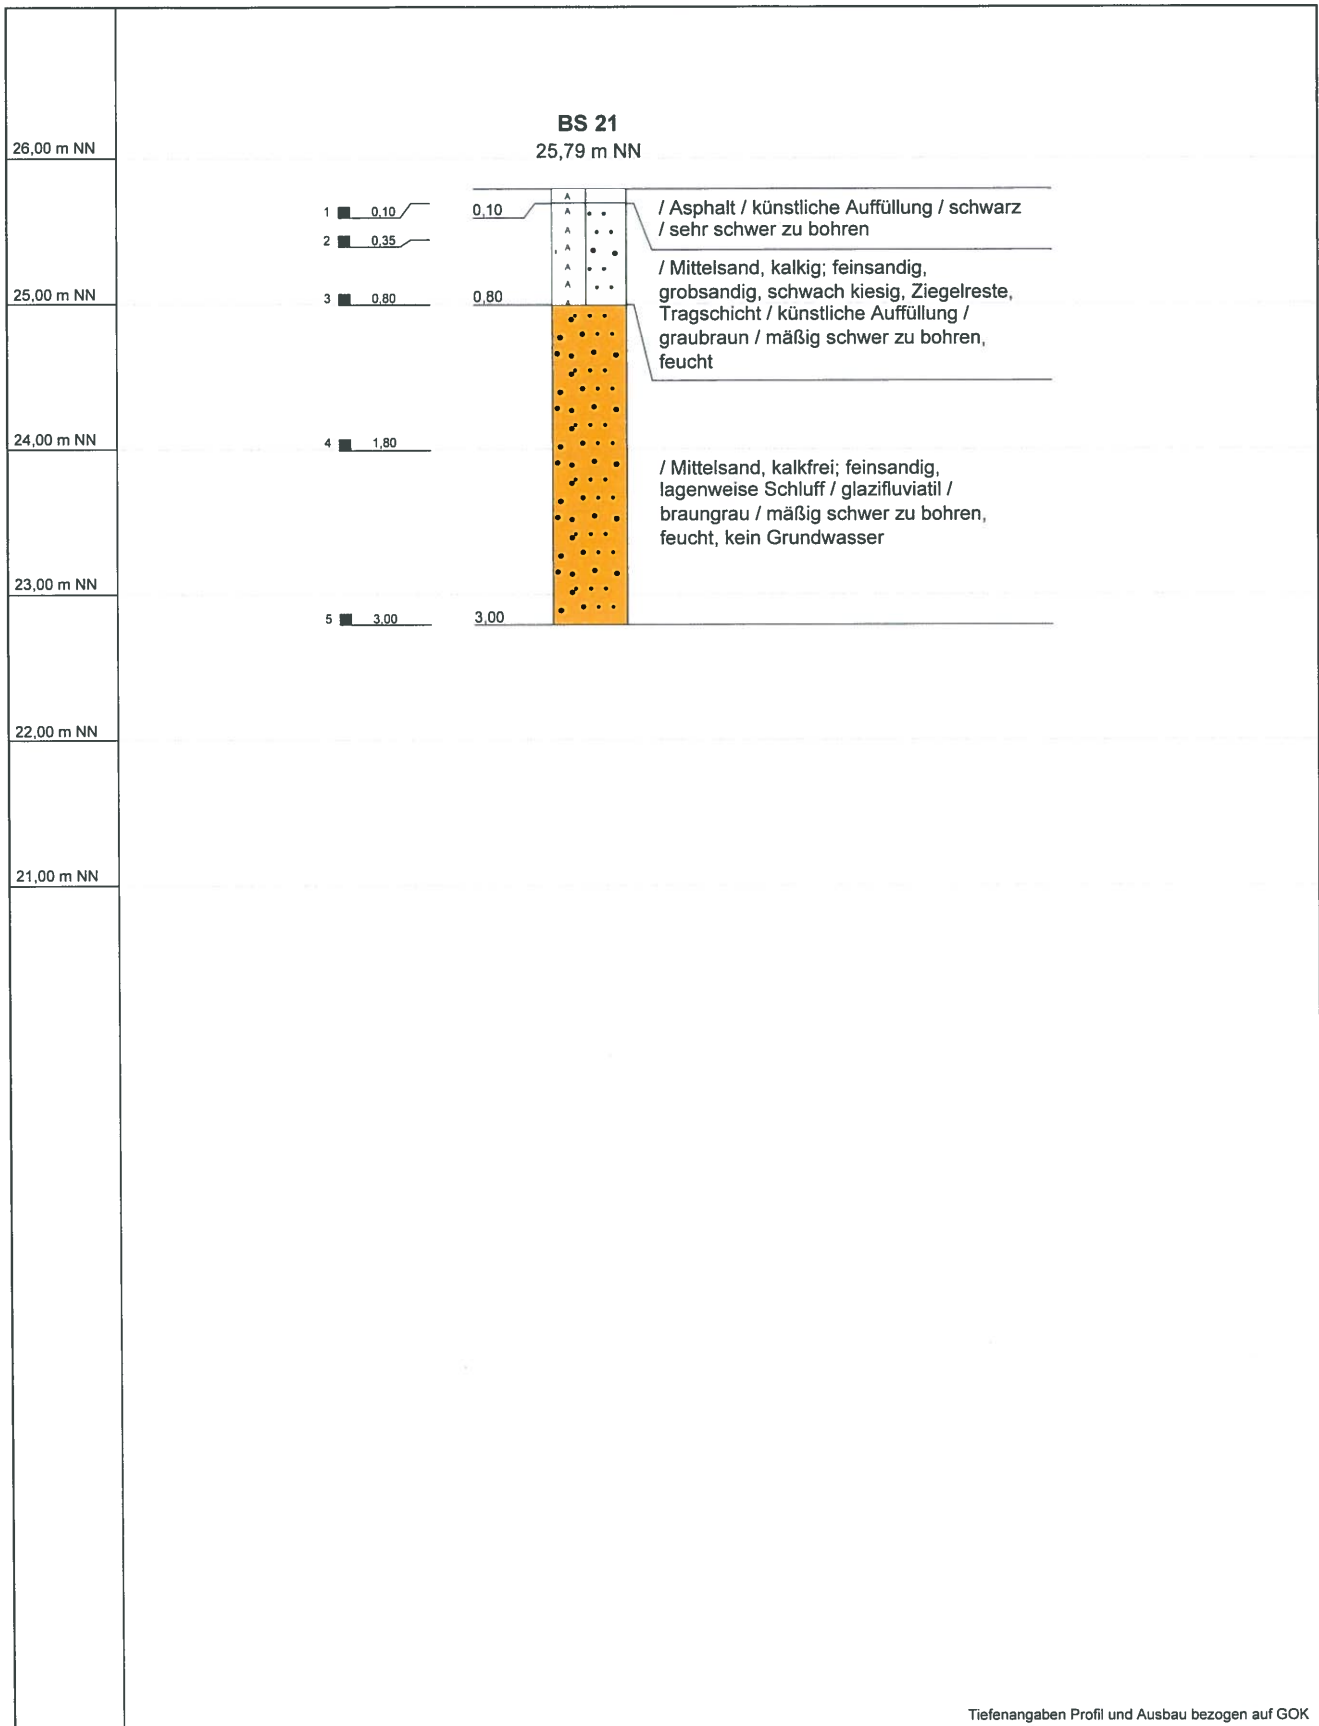 BS 21
26,00 m NN
25,79 m NN
1 0,10
0,10
/ Asphalt / künstliche Auffüllung / schwarz
/ sehr schwer zu bohren
2 0,35
/ Mittelsand, kalkig; feinsandig,
grobsandig, schwach kiesig, Ziegelreste,
Tragschicht / künstliche Auffüllung /
graubraun / mäßig schwer zu bohren,
feucht
25,00 m NN
3 0,80
0,80
24,00 m NN
4 1,80
/ Mittelsand, kalkfrei; feinsandig,
lagenweise Schluff / glazifluviatil /
braungrau / mäßig schwer zu bohren,
feucht, kein Grundwasser
23,00 m NN
5 3,00
3,00
22,00 m NN
21,00 m NN
A
A
A
A
A
A
A
Tiefenangaben Profil und Ausbau bezogen auf GOK